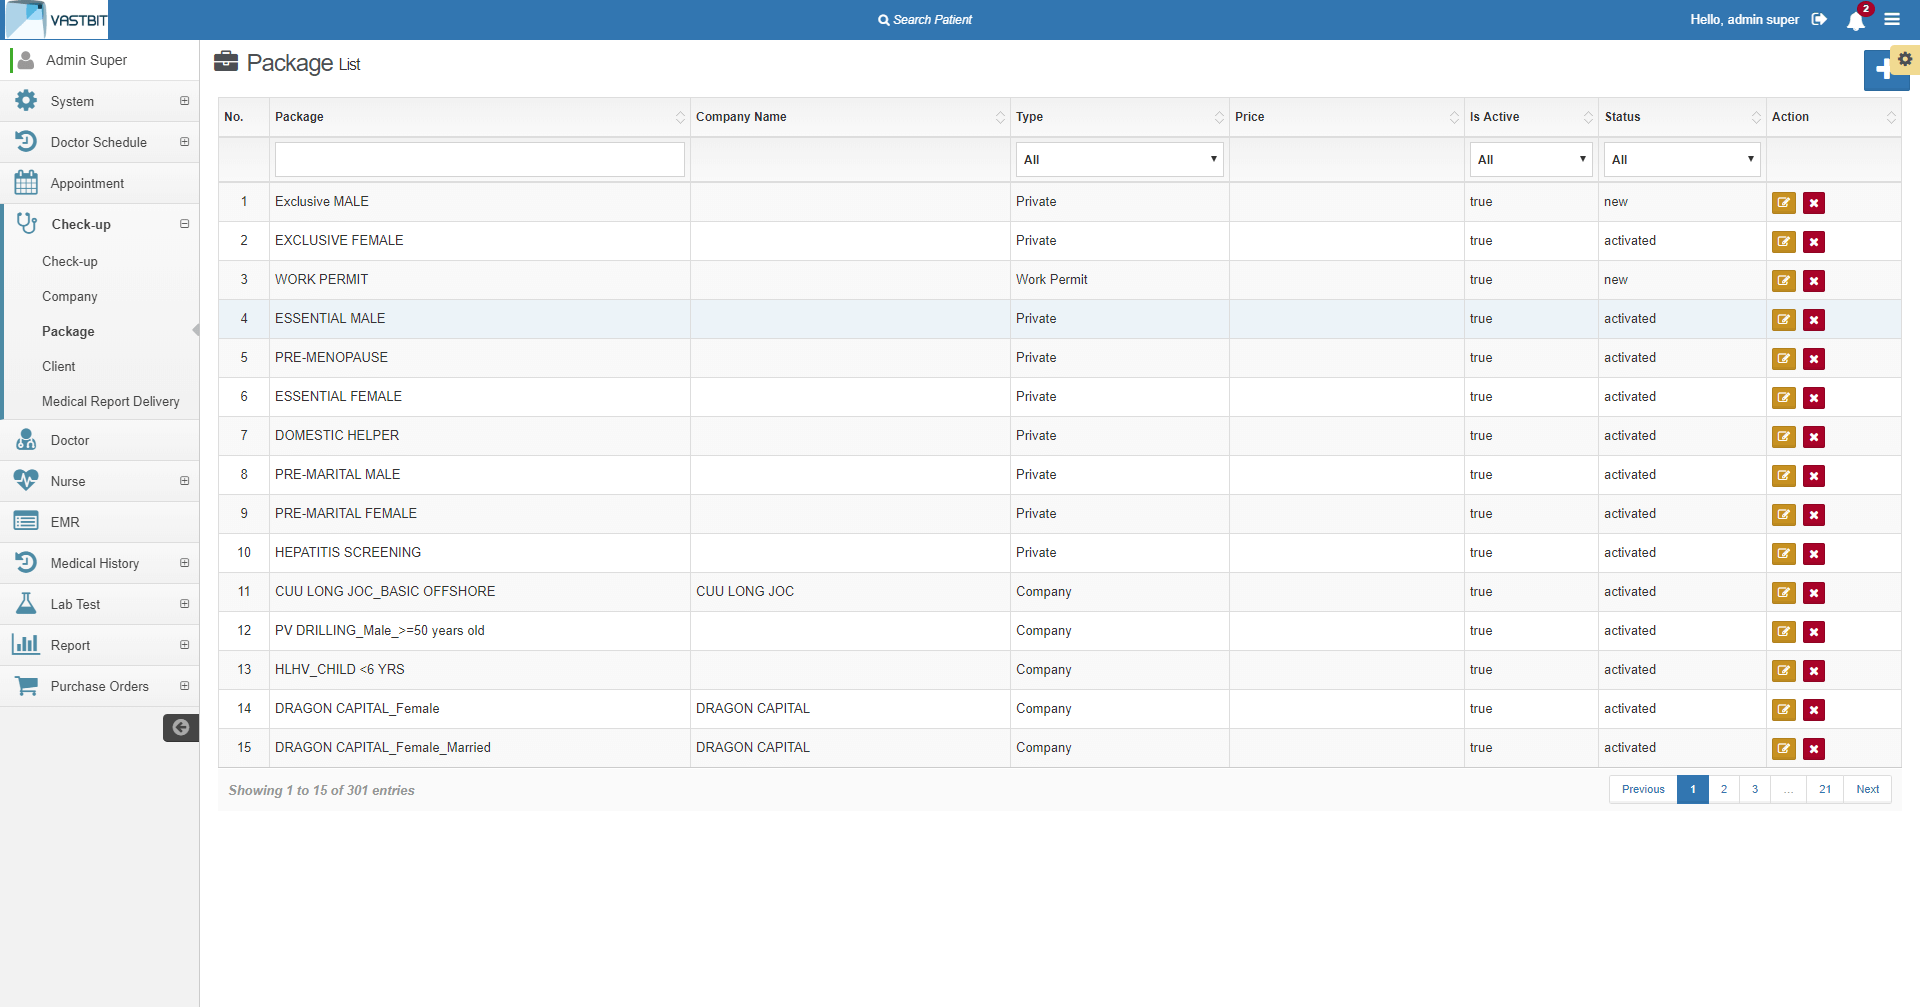 VASTBIT
Search Patient
Hello, admin super
2
Admin Super
System
Doctor Schedule
Appointment
Check-up
Check-up
Company
Package
Client
Medical Report Delivery
Doctor
Nurse
EMR
Medical History
Lab Test
Report
Purchase Orders
Package List
No. Package Company Name Type Price Is Active Status Action
All All All
1 Exclusive MALE Private true new
2 EXCLUSIVE FEMALE Private true activated
3 WORK PERMIT Work Permit true new
4 ESSENTIAL MALE Private true activated
5 PRE-MENOPAUSE Private true activated
6 ESSENTIAL FEMALE Private true activated
7 DOMESTIC HELPER Private true activated
8 PRE-MARITAL MALE Private true activated
9 PRE-MARITAL FEMALE Private true activated
10 HEPATITIS SCREENING Private true activated
11 CUU LONG JOC_BASIC OFFSHORE CUU LONG JOC Company true activated
12 PV DRILLING_Male_>=50 years old Company true activated
13 HLHV_CHILD <6 YRS Company true activated
14 DRAGON CAPITAL_Female DRAGON CAPITAL Company true activated
15 DRAGON CAPITAL_Female_Married DRAGON CAPITAL Company true activated
Showing 1 to 15 of 301 entries
Previous 1 2 3 ... 21 Next